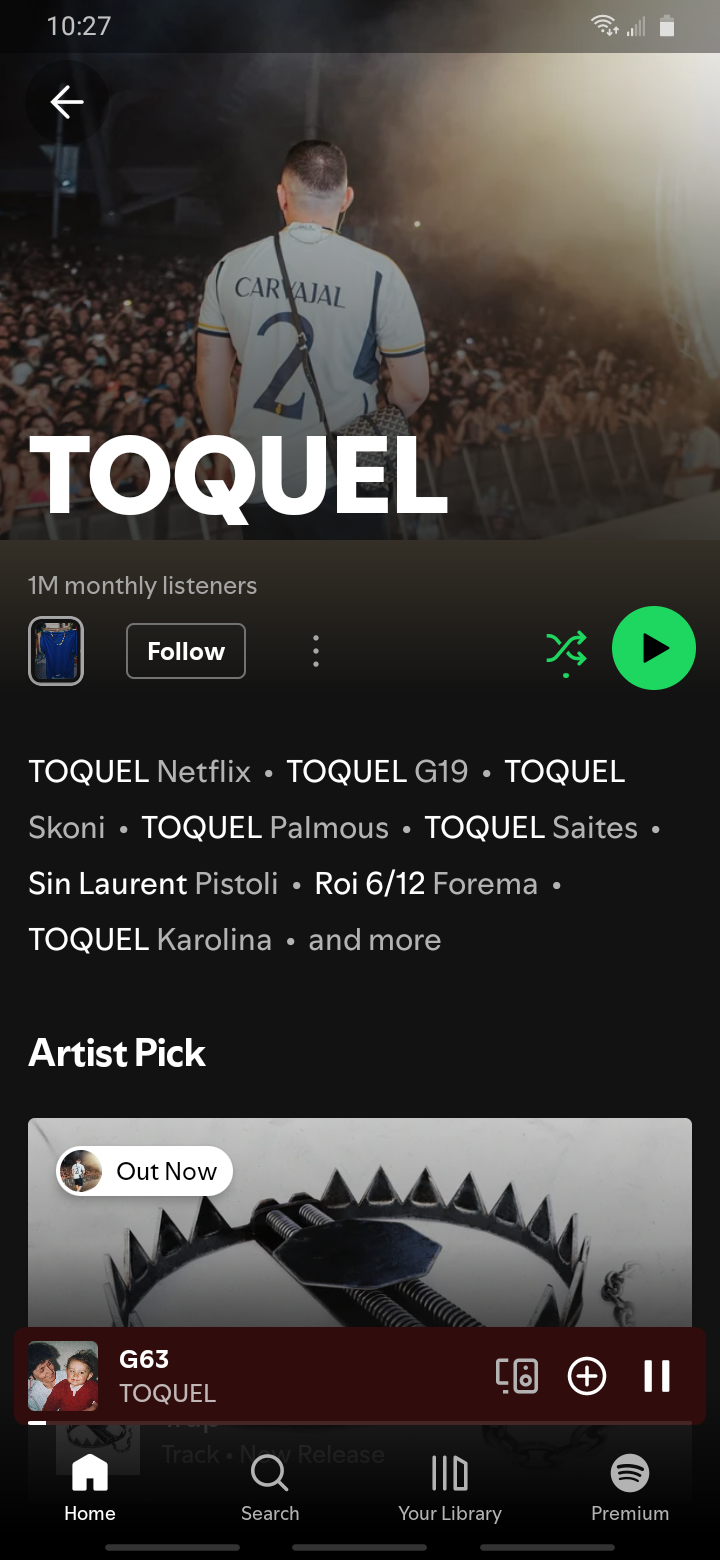 10:27
CARVAJAL
2
TOQUEL
1M monthly listeners
Follow
TOQUEL Netflix • TOQUEL G19 • TOQUEL
Skoni • TOQUEL Palmous • TOQUEL Saites •
Sin Laurent Pistoli • Roi 6/12 Forema •
TOQUEL Karolina • and more
Artist Pick
Out Now
G63
TOQUEL
Trap
Track • New Release
Home
Search
Your Library
Premium